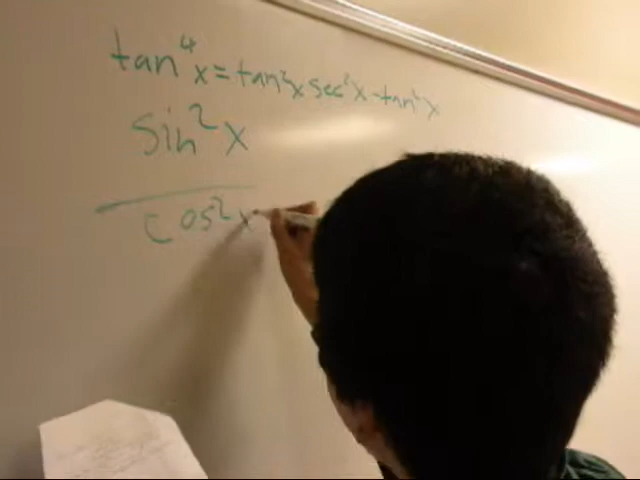 tan⁴x = tan²x sec²x - tan²x
sin²x
cos²x